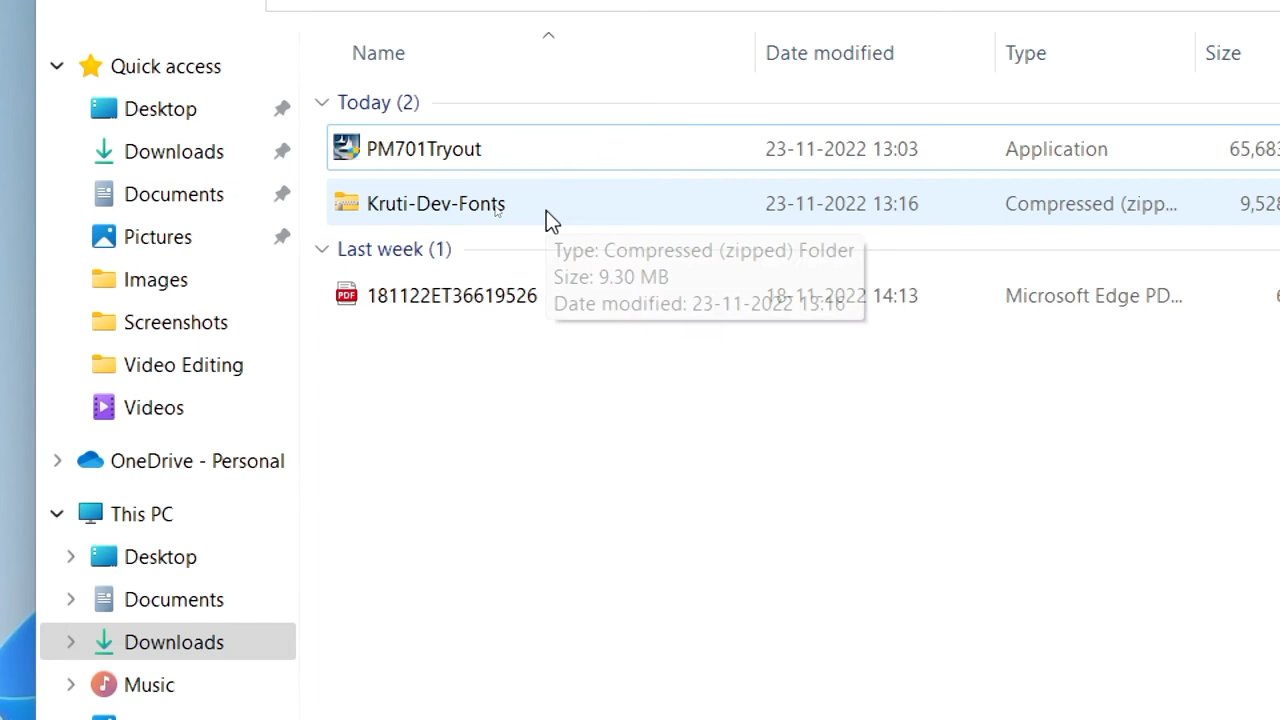 Name Date modified Type Size
Quick access
Desktop
Downloads
Documents
Pictures
Images
Screenshots
Video Editing
Videos
OneDrive - Personal
This PC
Desktop
Documents
Downloads
Music
Today (2)
PM701Tryout 23-11-2022 13:03 Application 65,683
Kruti-Dev-Fonts 23-11-2022 13:16 Compressed (zipp... 9,528
Last week (1)
181122ET36619526 18-11-2022 14:13 Microsoft Edge PD...
Type: Compressed (zipped) Folder
Size: 9.30 MB
Date modified: 23-11-2022 13:16
PDF